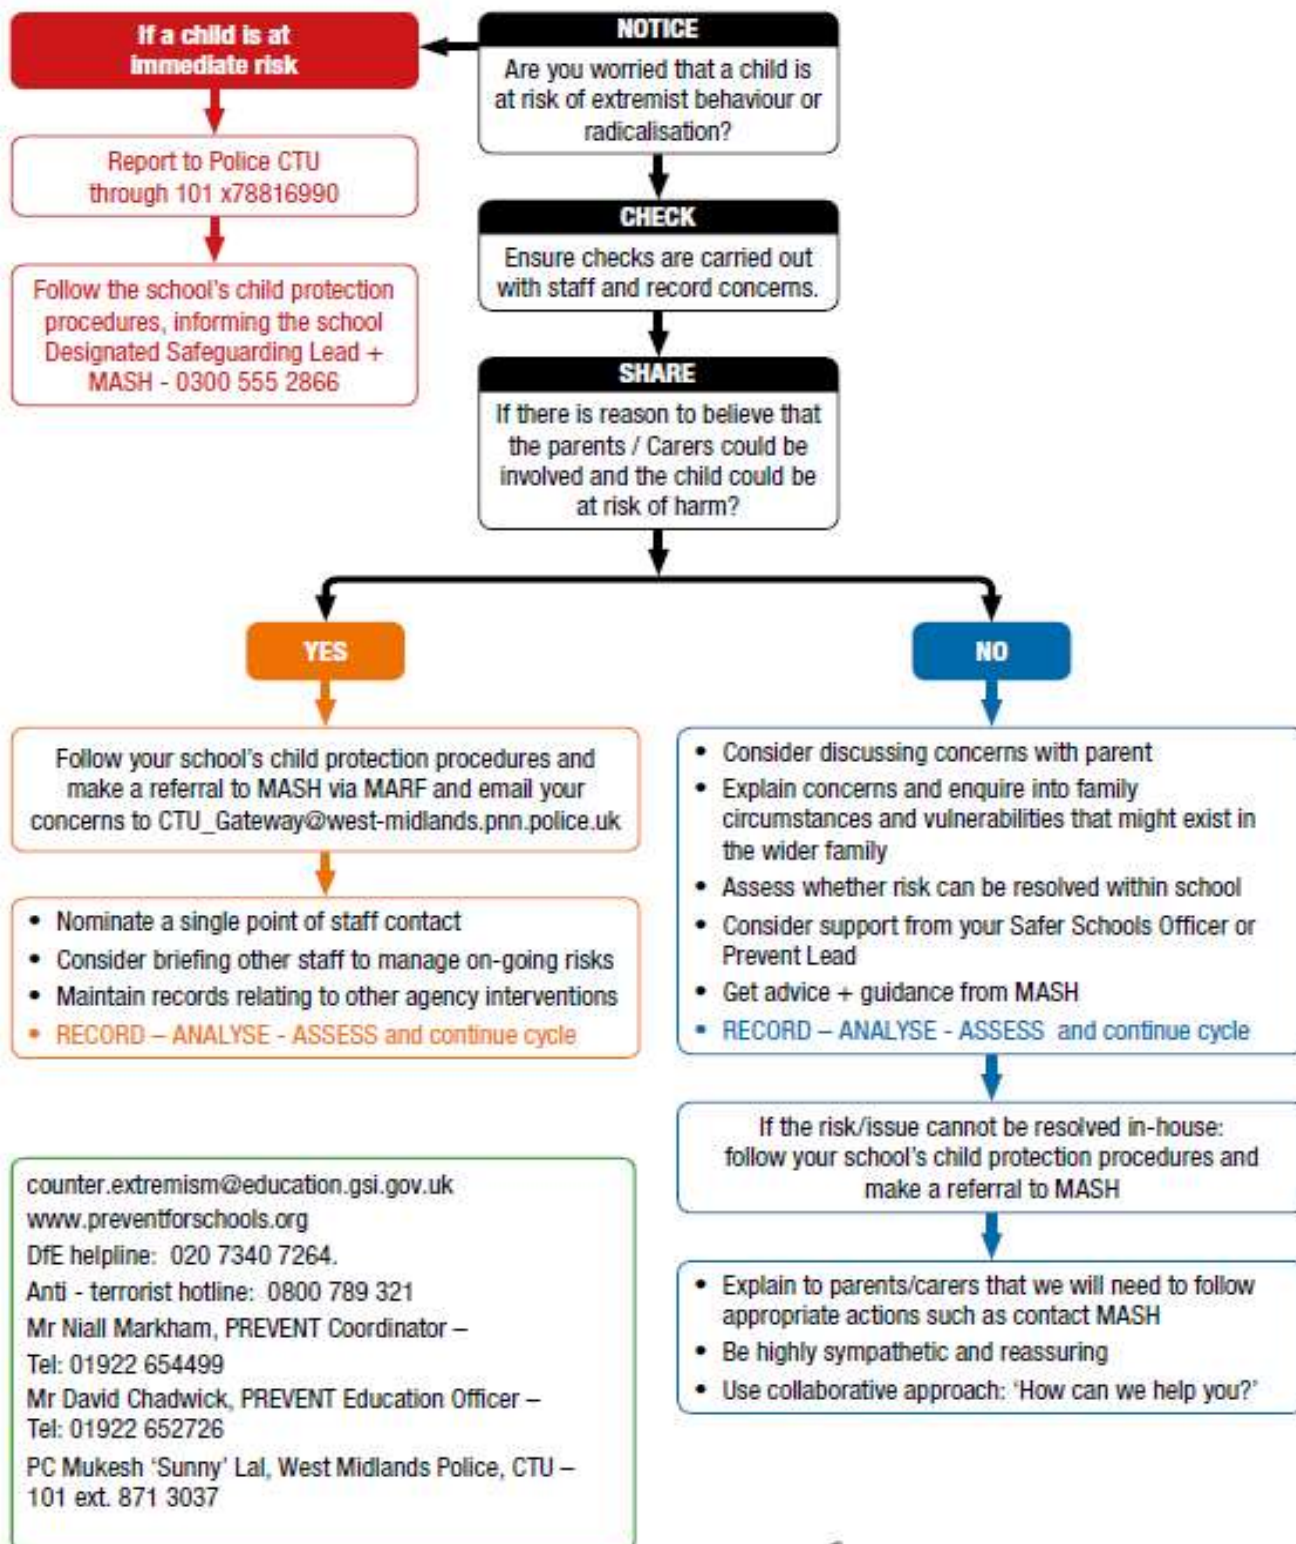 If a child is at
immediate risk
Report to Police CTU
through 101 x78816990
Follow the school's child protection
procedures, informing the school
Designated Safeguarding Lead +
MASH - 0300 555 2866
NOTICE
Are you worried that a child is
at risk of extremist behaviour or
radicalisation?
CHECK
Ensure checks are carried out
with staff and record concerns.
SHARE
If there is reason to believe that
the parents / Carers could be
involved and the child could be
at risk of harm?
YES
Follow your school's child protection procedures and
make a referral to MASH via MARF and email your
concerns to CTU_Gateway@west-midlands.pnn.police.uk
• Nominate a single point of staff contact
• Consider briefing other staff to manage on-going risks
• Maintain records relating to other agency interventions
• RECORD – ANALYSE - ASSESS and continue cycle
NO
• Consider discussing concerns with parent
• Explain concerns and enquire into family
circumstances and vulnerabilities that might exist in
the wider family
• Assess whether risk can be resolved within school
• Consider support from your Safer Schools Officer or
Prevent Lead
• Get advice + guidance from MASH
• RECORD – ANALYSE - ASSESS and continue cycle
If the risk/issue cannot be resolved in-house:
follow your school's child protection procedures and
make a referral to MASH
• Explain to parents/carers that we will need to follow
appropriate actions such as contact MASH
• Be highly sympathetic and reassuring
• Use collaborative approach: 'How can we help you?'
counter.extremism@education.gsi.gov.uk
www.preventforschools.org
DfE helpline: 020 7340 7264.
Anti - terrorist hotline: 0800 789 321
Mr Niall Markham, PREVENT Coordinator –
Tel: 01922 654499
Mr David Chadwick, PREVENT Education Officer –
Tel: 01922 652726
PC Mukesh 'Sunny' Lal, West Midlands Police, CTU –
101 ext. 871 3037